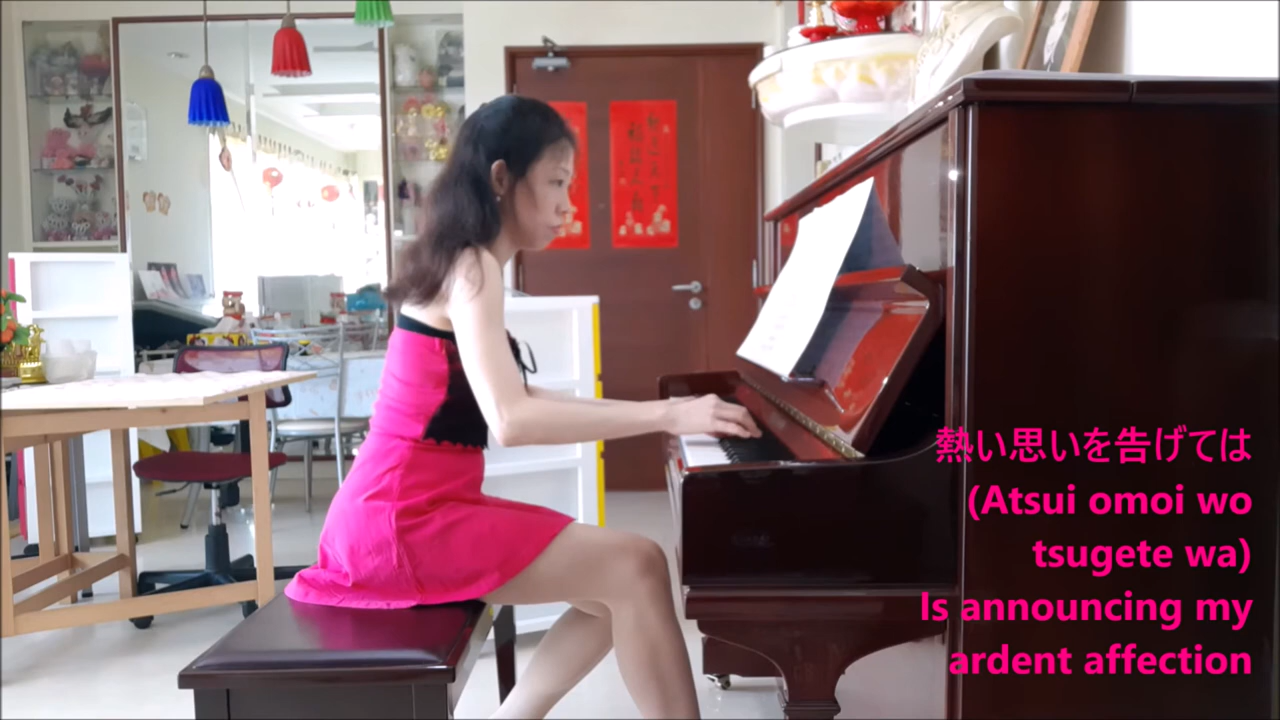 熱い思いを告げては
(Atsui omoi wo
tsugete wa)
Is announcing my
ardent affection